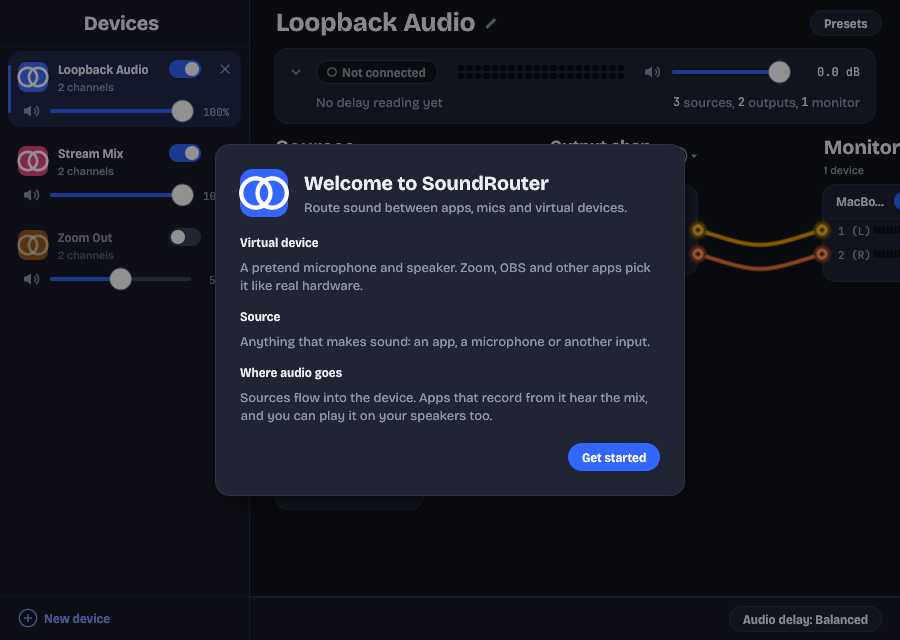 Devices
Loopback Audio
2 channels
100%
Stream Mix
2 channels
Zoom Out
2 channels
New device
Loopback Audio
Presets
Not connected
0.0 dB
No delay reading yet
3 sources, 2 outputs, 1 monitor
Monitor
1 device
MacBo...
1 (L)
2 (R)
Welcome to SoundRouter
Route sound between apps, mics and virtual devices.
Virtual device
A pretend microphone and speaker. Zoom, OBS and other apps pick
it like real hardware.
Source
Anything that makes sound: an app, a microphone or another input.
Where audio goes
Sources flow into the device. Apps that record from it hear the mix,
and you can play it on your speakers too.
Get started
Audio delay: Balanced